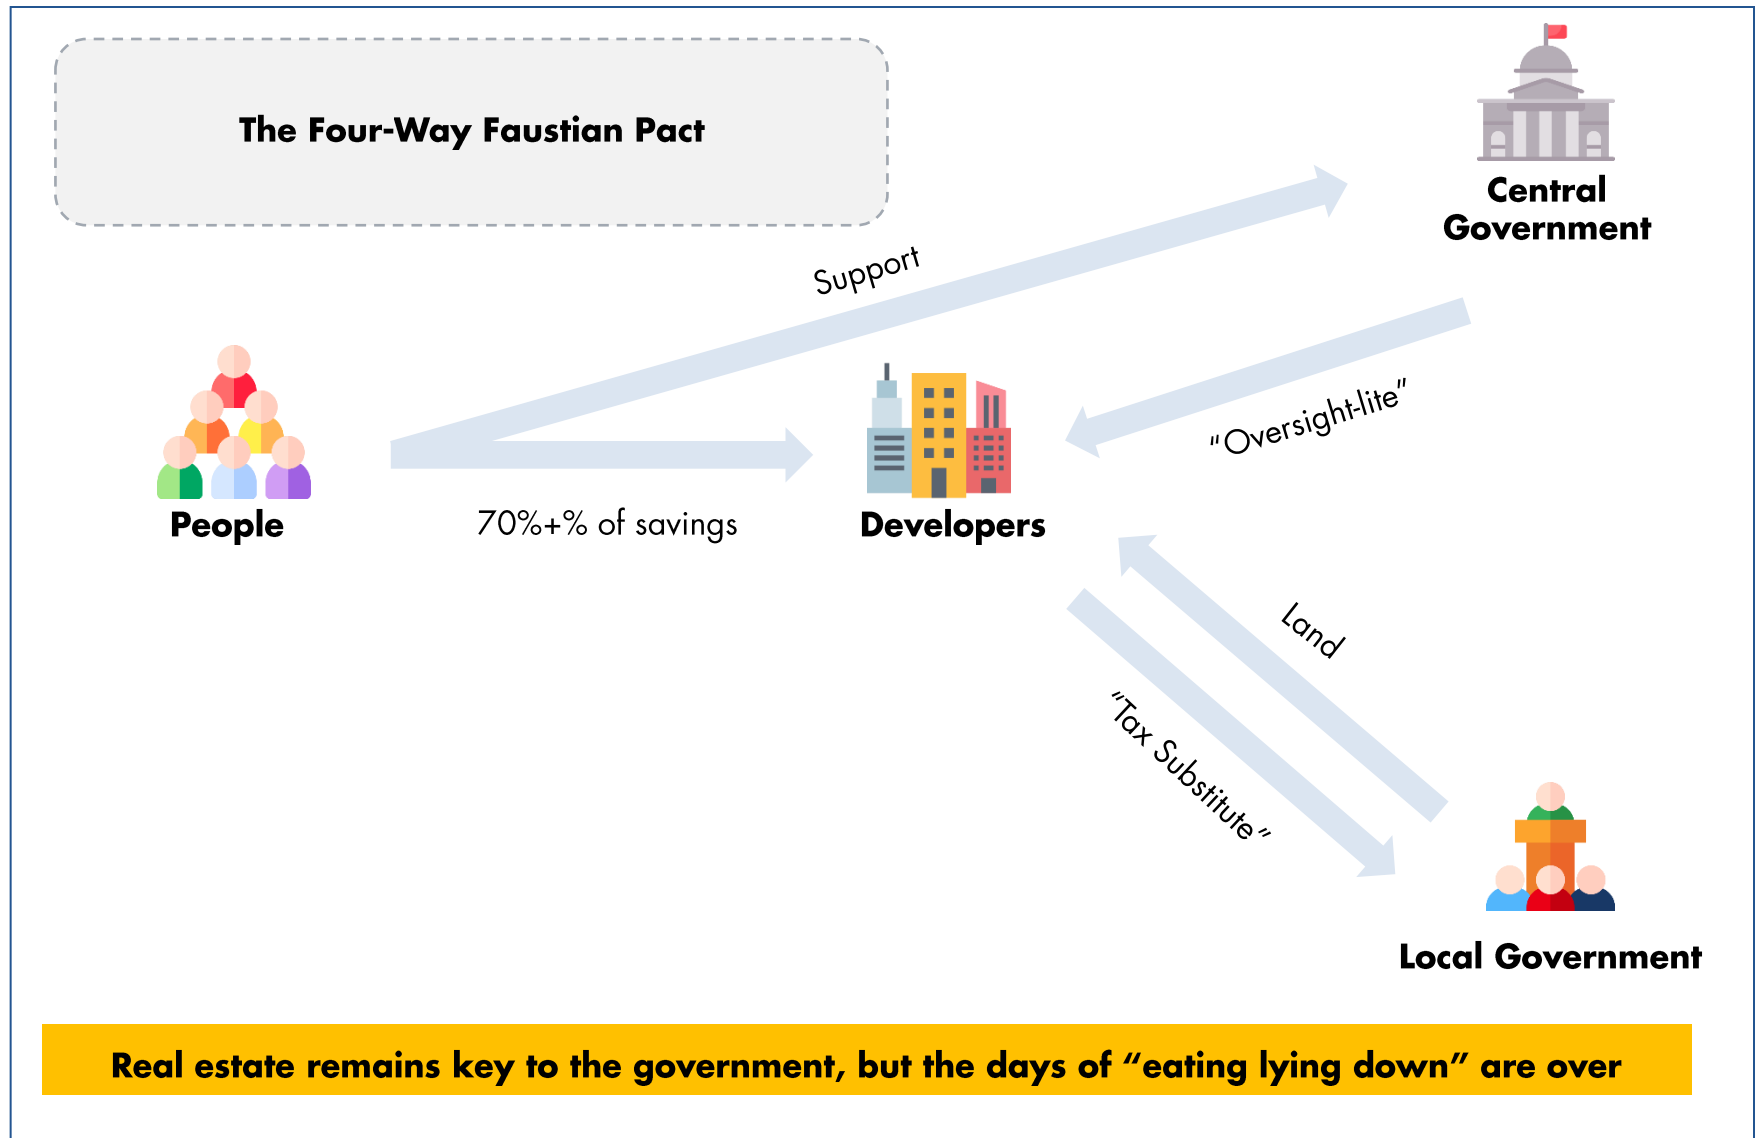 The Four-Way Faustian Pact
Central
Government
Support
"Oversight-lite"
People
70%+% of savings
Developers
Land
"Tax Substitute"
Local Government
Real estate remains key to the government, but the days of “eating lying down” are over